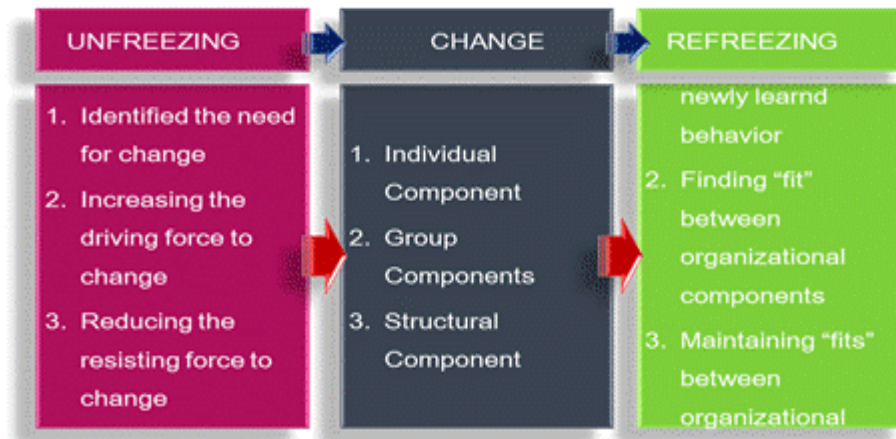 UNFREEZING
CHANGE
REFREEZING
1. Identified the need
for change
2. Increasing the
driving force to
change
3. Reducing the
resisting force to
change
1. Individual
Component
2. Group
Components
3. Structural
Component
newly learnd
behavior
2. Finding “fit”
between
organizational
components
3. Maintaining “fits”
between
organizational